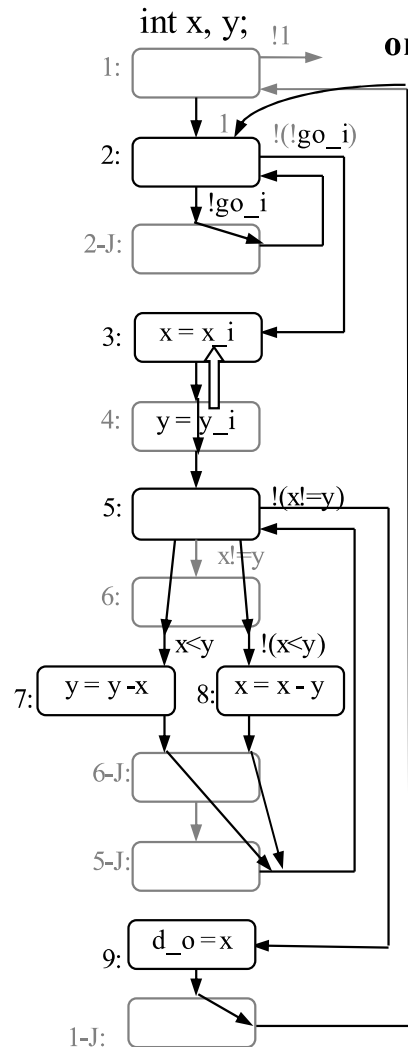 int x, y;
!1
1:
1
!(!go_i)
2:
!go_i
2-J:
3:
x = x_i
4:
y = y_i
5:
!(x!=y)
x!=y
6:
x<y
!(x<y)
7:
y = y -x
8:
x = x - y
6-J:
5-J:
9:
d_o = x
1-J: